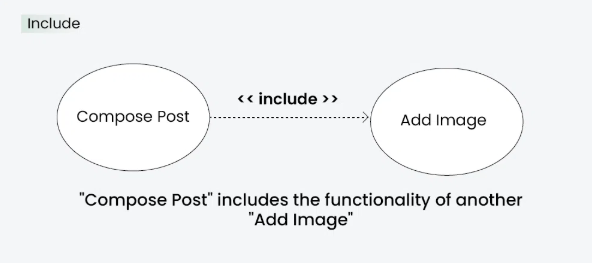 Include
<< include >>
Compose Post
Add Image
"Compose Post" includes the functionality of another
"Add Image"